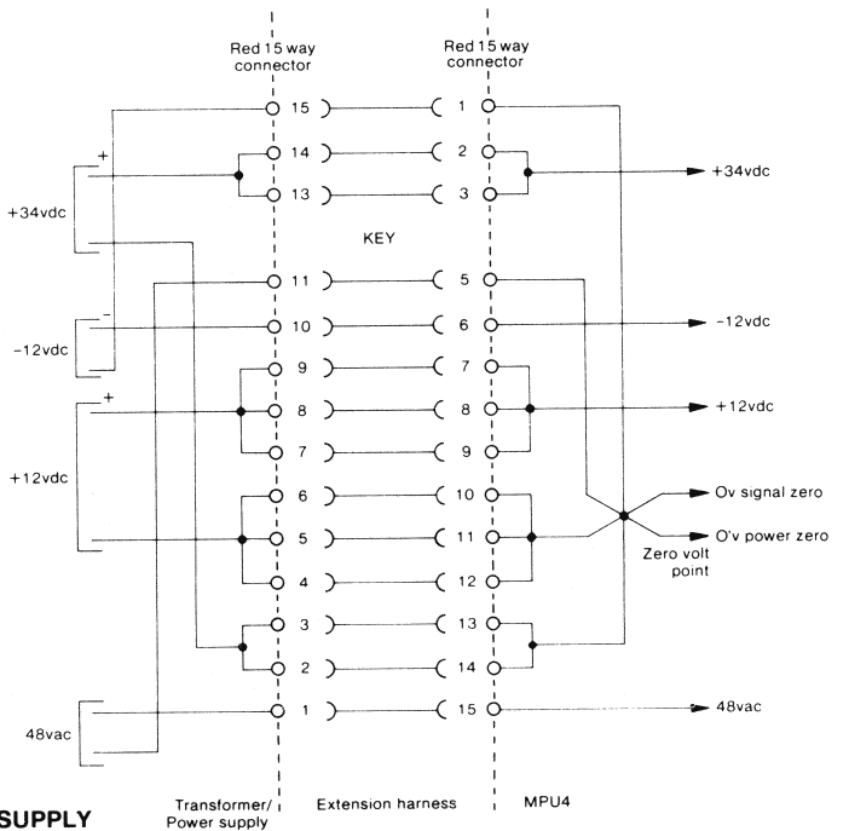 Red 15 way
connector
Red 15 way
connector
15 1
+ 14 2
+34vdc
13 3
+34vdc
KEY
11 5
- 10 6 -12vdc
-12vdc
9 7
+ 8 8 +12vdc
7 9
+12vdc
6 10 Ov signal zero
5 11 O'v power zero
Zero volt
point
4 12
3 13
2 14
1 15 48vac
48vac
Transformer/
Power supply
Extension harness
MPU4
SUPPLY